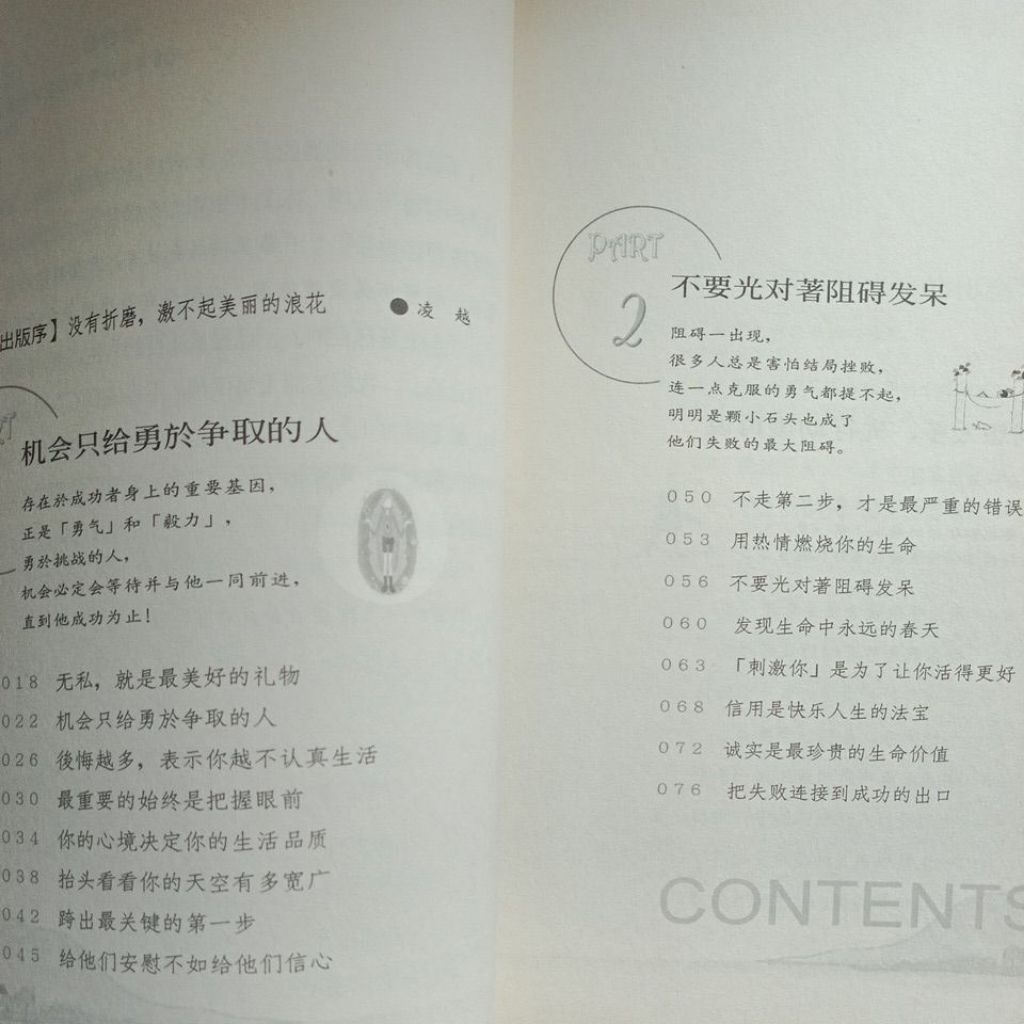 出版序】没有折磨，激不起美丽的浪花 ●凌 越
机会只给勇於争取的人
存在於成功者身上的重要基因，
正是「勇气」和「毅力」，
勇於挑战的人，
机会必定会等待并与他一同前进，
直到他成功为止！
018 无私，就是最美好的礼物
022 机会只给勇於争取的人
026 後悔越多，表示你越不认真生活
030 最重要的始终是把握眼前
034 你的心境决定你的生活品质
038 抬头看看你的天空有多宽广
042 跨出最关键的第一步
045 给他们安慰不如给他们信心
PART
2
不要光对著阻碍发呆
阻碍一出现，
很多人总是害怕结局挫败，
连一点克服的勇气都提不起，
明明是颗小石头也成了
他们失败的最大阻碍。
050 不走第二步，才是最严重的错误
053 用热情燃烧你的生命
056 不要光对著阻碍发呆
060 发现生命中永远的春天
063 「刺激你」是为了让你活得更好
068 信用是快乐人生的法宝
072 诚实是最珍贵的生命价值
076 把失败连接到成功的出口
CONTENTS